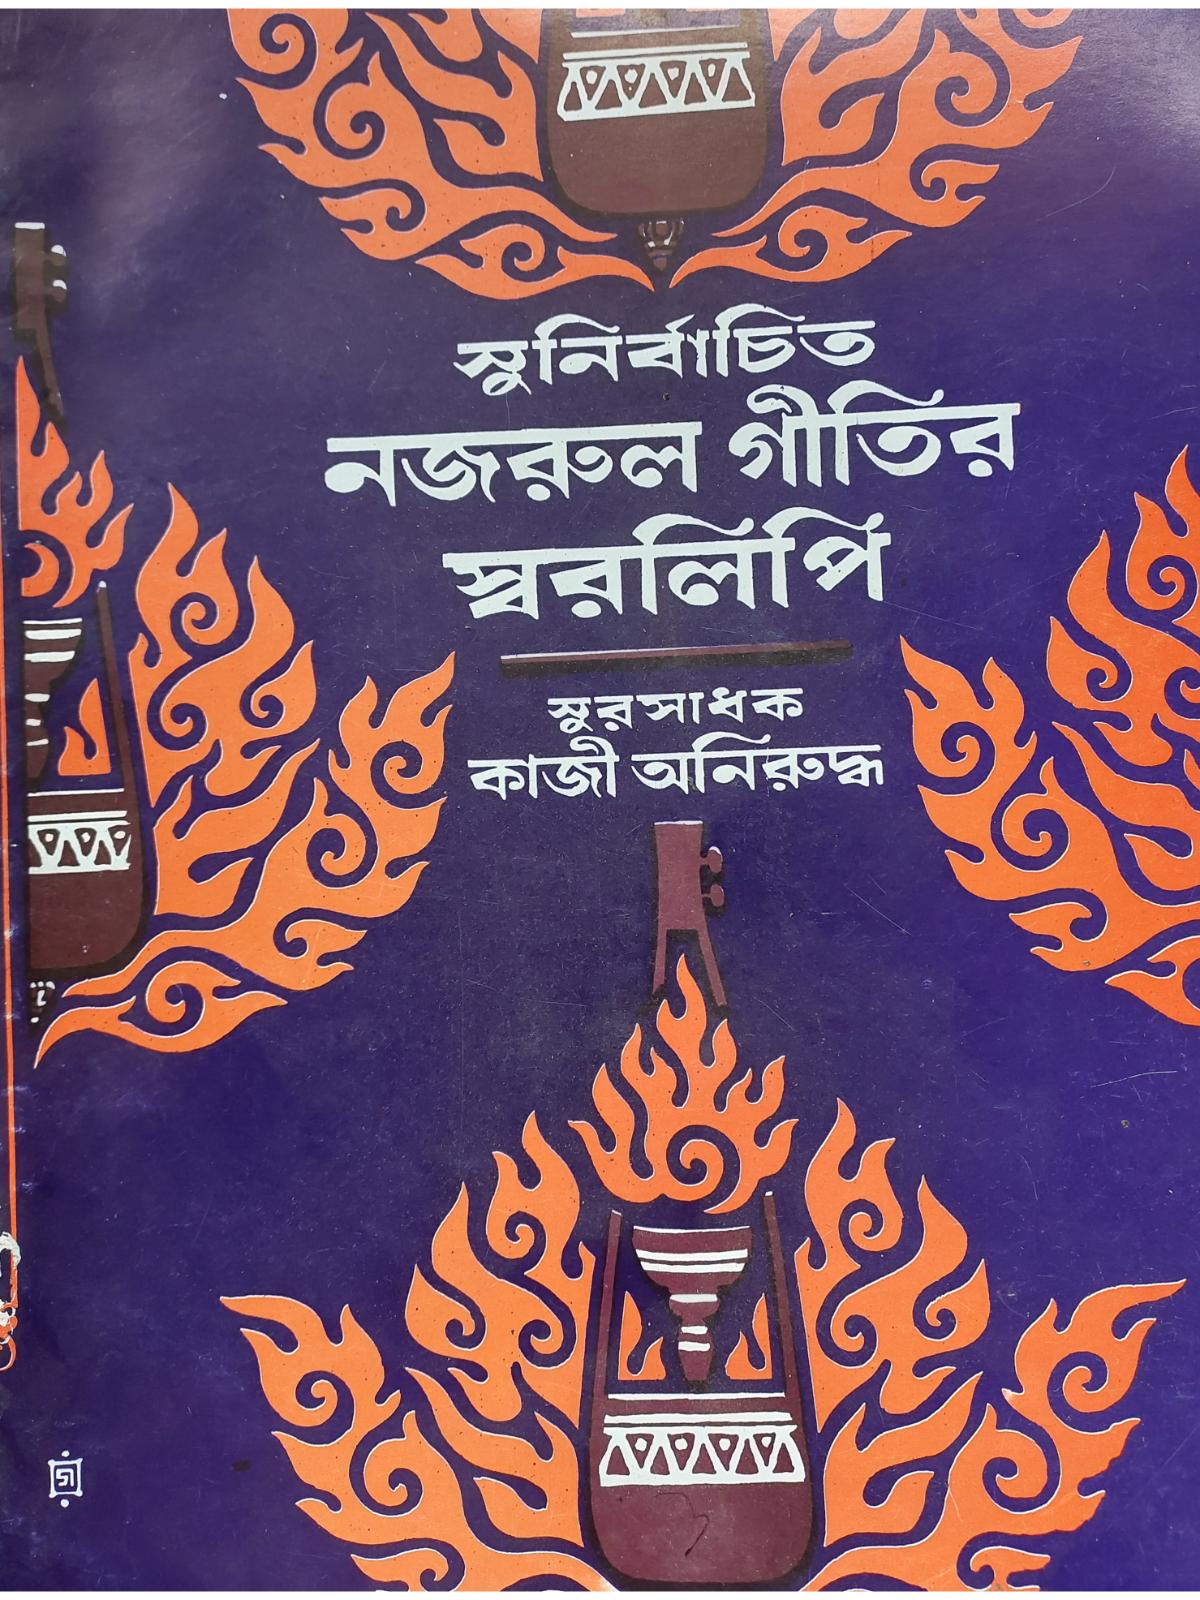 সুনির্বাচিত
নজরুল গীতির
স্বরলিপি
সুরসাধক
কাজী অনিরুদ্ধ